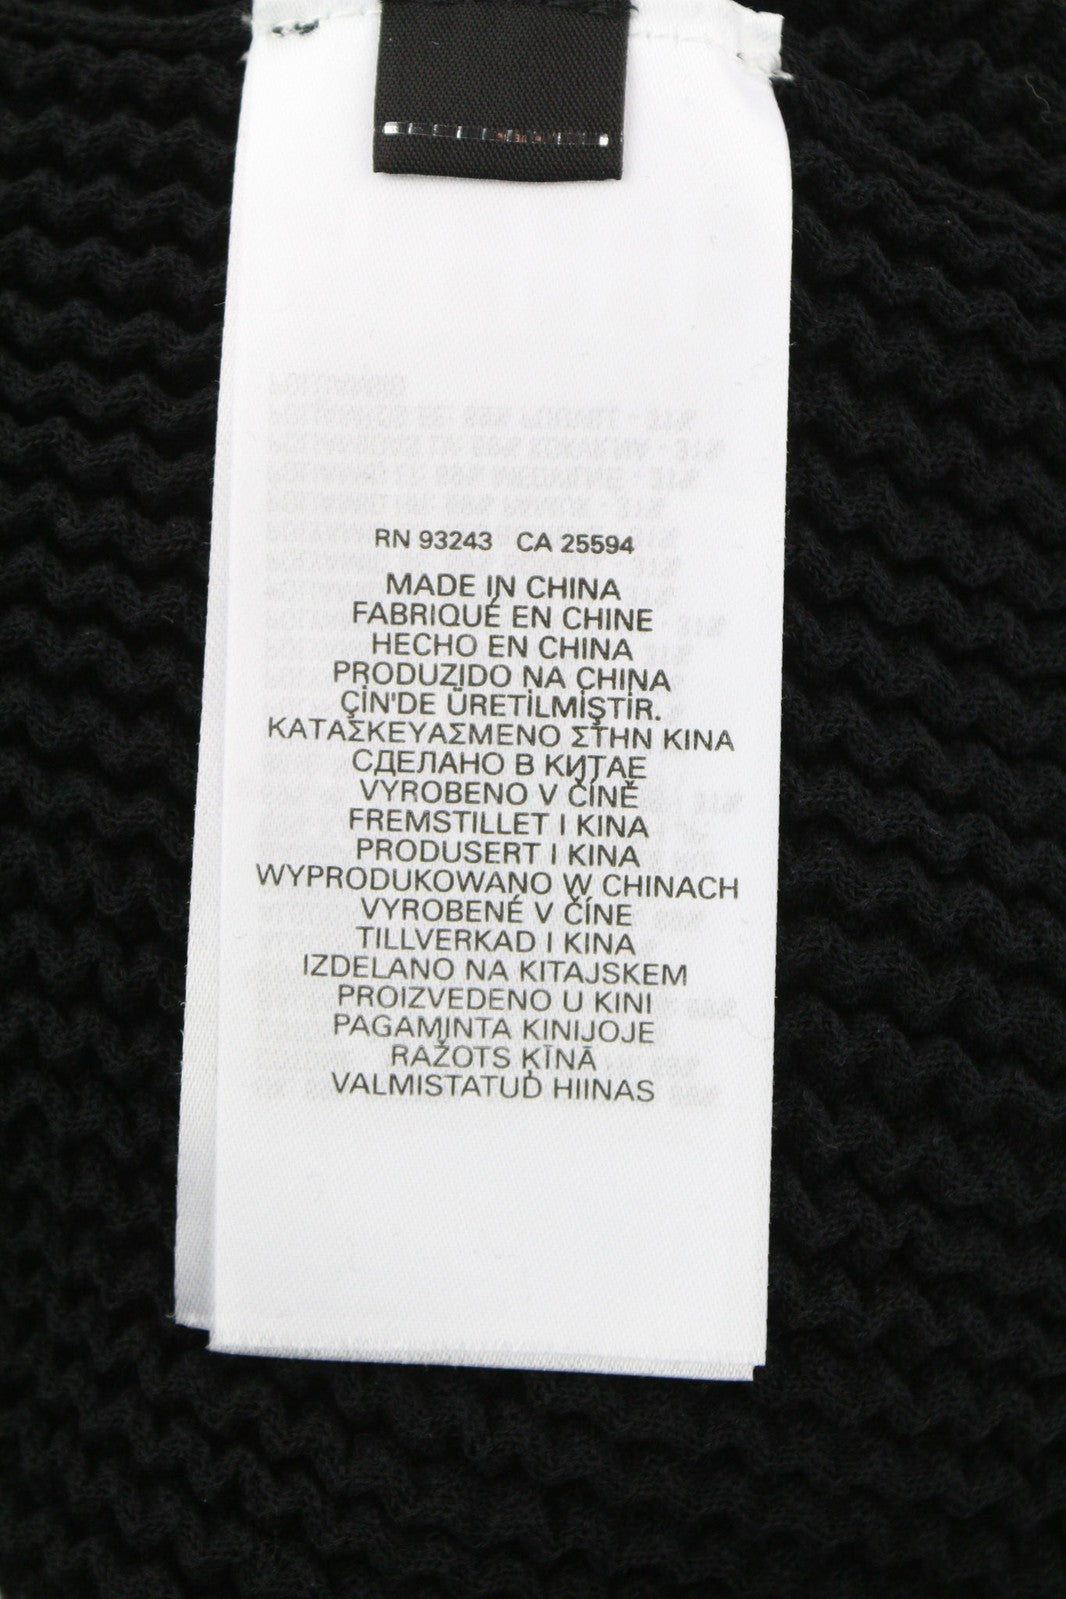 RN 93243 CA 25594
MADE IN CHINA
FABRIQUÉ EN CHINE
HECHO EN CHINA
PRODUZIDO NA CHINA
ÇİN'DE ÜRETİLMİŞTİR.
ΚΑΤΑΣΚΕΥΑΣΜΕΝΟ ΣΤΗΝ ΚΙΝΑ
СДЕЛАНО В КИТАЕ
VYROBENO V ČÍNĚ
FREMSTILLET I KINA
PRODUSERT I KINA
WYPRODUKOWANO W CHINACH
VYROBENÉ V ČÍNE
TILLVERKAD I KINA
IZDELANO NA KITAJSKEM
PROIZVEDENO U KINI
PAGAMINTA KINIJOJE
RAŽOTS ĶĪNĀ
VALMISTATUD HIINAS